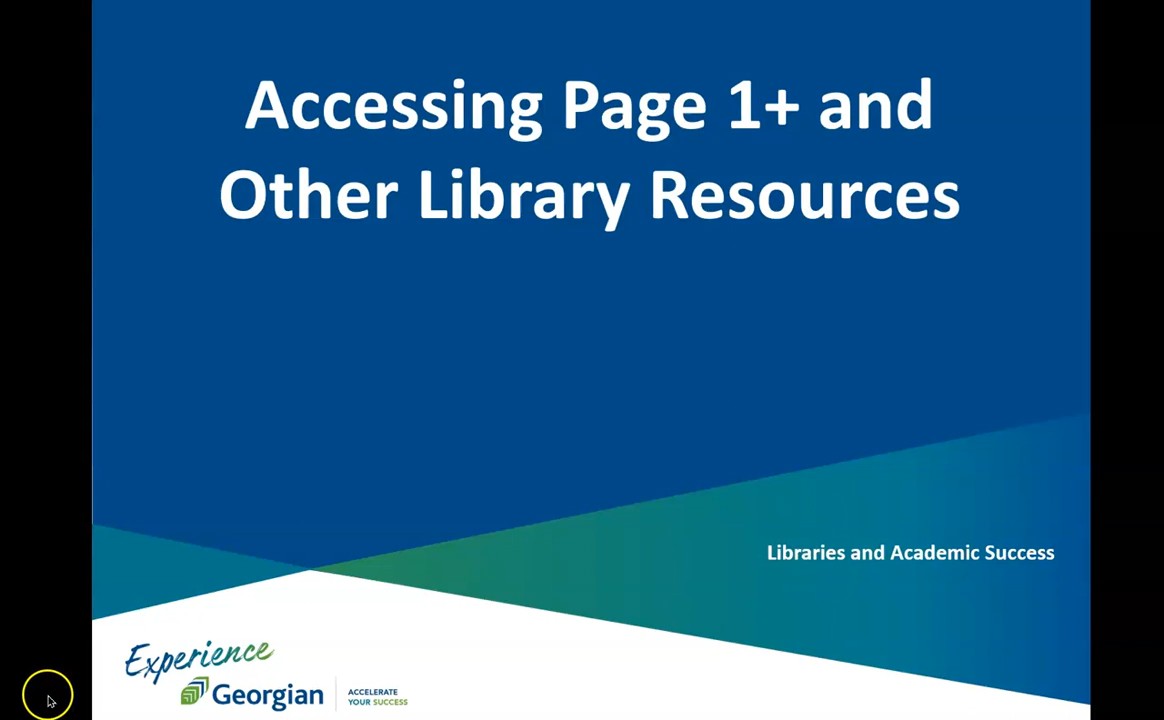 Accessing Page 1+ and
Other Library Resources
Libraries and Academic Success
Experience
Georgian
ACCELERATE
YOUR SUCCESS